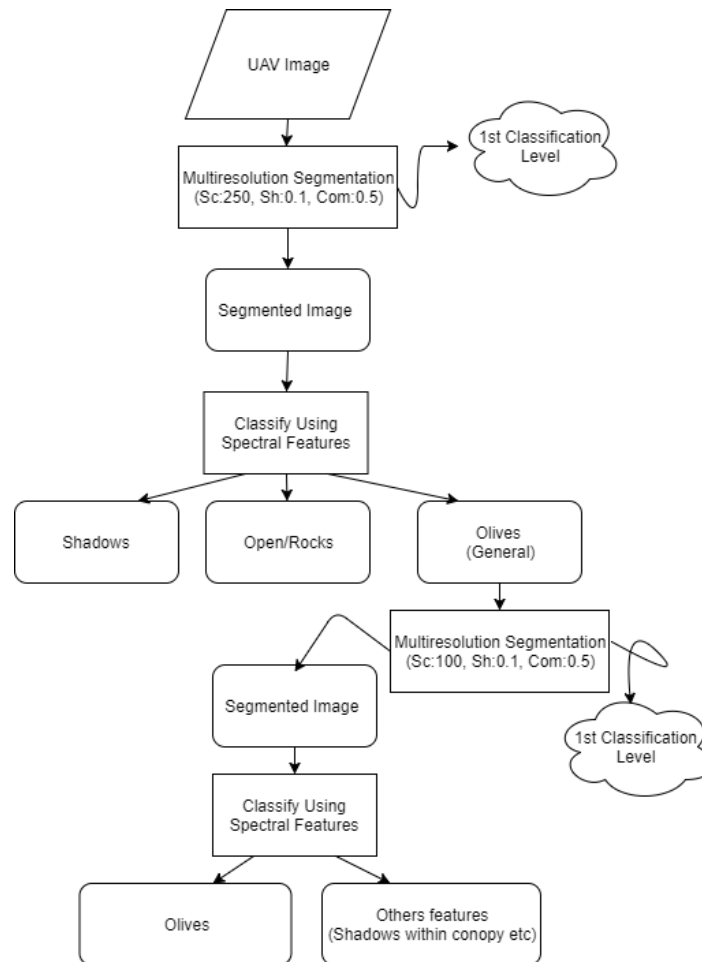 UAV Image
1st Classification
Level
Multiresolution Segmentation
(Sc:250, Sh:0.1, Com:0.5)
Segmented Image
Classify Using
Spectral Features
Shadows
Open/Rocks
Olives
(General)
Multiresolution Segmentation
(Sc:100, Sh:0.1, Com:0.5)
Segmented Image
1st Classification
Level
Classify Using
Spectral Features
Olives
Others features
(Shadows within conopy etc)